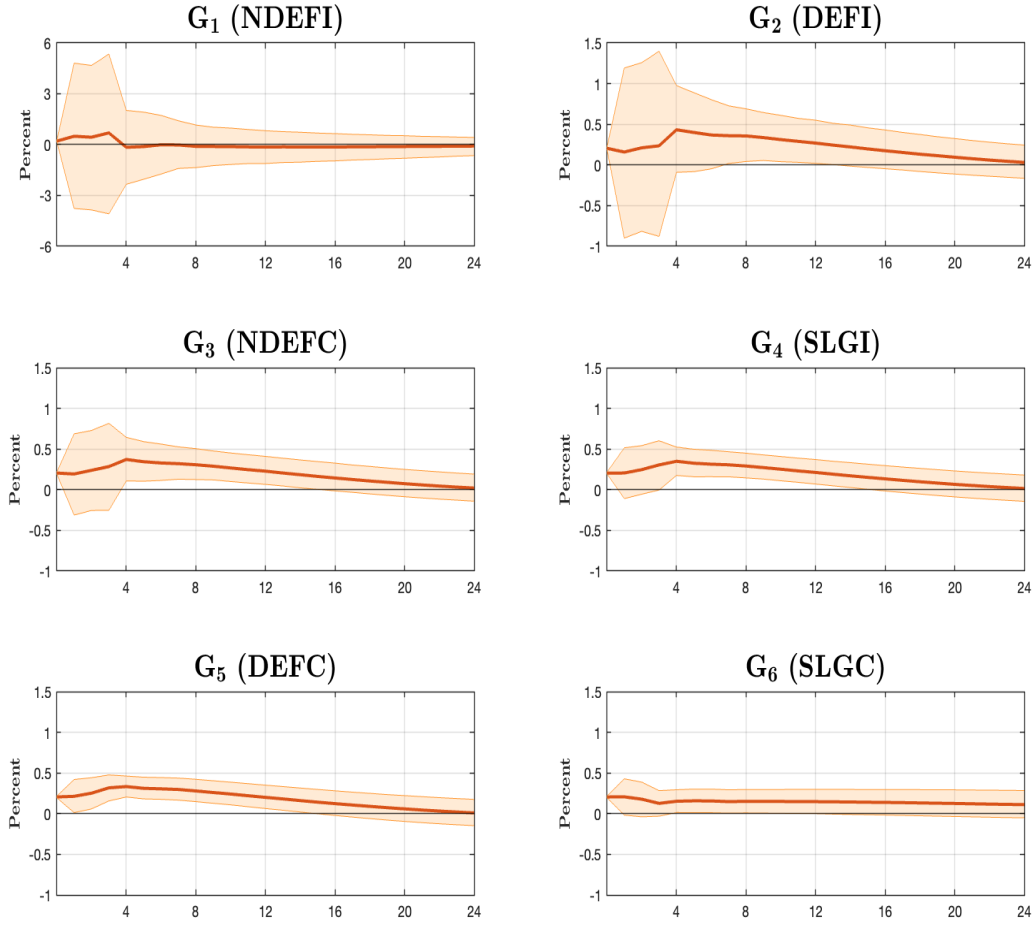 G₁ (NDEFI)
G₂ (DEFI)
Percent
6
3
0
-3
-6
4 8 12 16 20 24
Percent
1.5
1
0.5
0
-0.5
-1
4 8 12 16 20 24
G₃ (NDEFC)
G₄ (SLGI)
Percent
1.5
1
0.5
0
-0.5
-1
4 8 12 16 20 24
Percent
1.5
1
0.5
0
-0.5
-1
4 8 12 16 20 24
G₅ (DEFC)
G₆ (SLGC)
Percent
1.5
1
0.5
0
-0.5
-1
4 8 12 16 20 24
Percent
1.5
1
0.5
0
-0.5
-1
4 8 12 16 20 24